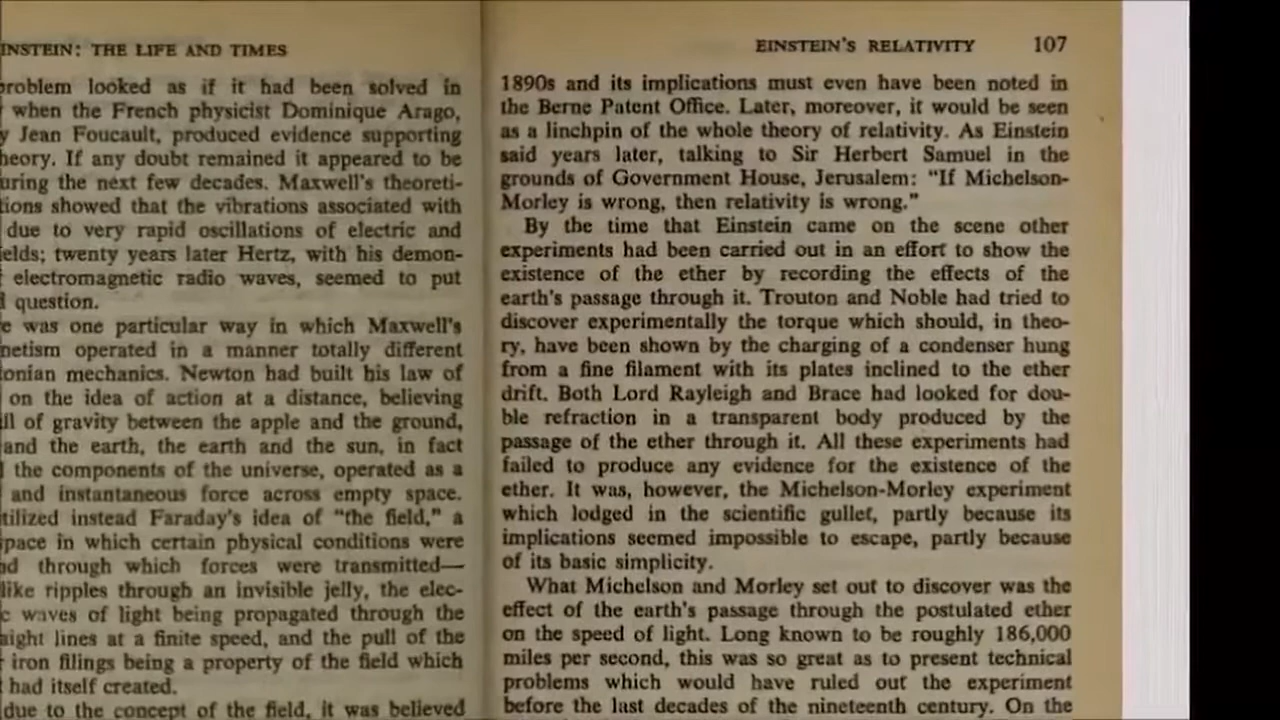 INSTEIN: THE LIFE AND TIMES
problem looked as if it had been solved in
when the French physicist Dominique Arago,
y Jean Foucault, produced evidence supporting
heory. If any doubt remained it appeared to be
uring the next few decades. Maxwell's theoreti-
tions showed that the vibrations associated with
due to very rapid oscillations of electric and
ields; twenty years later Hertz, with his demon-
electromagnetic radio waves, seemed to put
question.
e was one particular way in which Maxwell's
netism operated in a manner totally different
onian mechanics. Newton had built his law of
on the idea of action at a distance, believing
ll of gravity between the apple and the ground,
and the earth, the earth and the sun, in fact
the components of the universe, operated as a
and instantaneous force across empty space.
tilized instead Faraday's idea of "the field," a
space in which certain physical conditions were
nd through which forces were transmitted—
like ripples through an invisible jelly, the elec-
c waves of light being propagated through the
aight lines at a finite speed, and the pull of the
iron filings being a property of the field which
had itself created.
due to the concept of the field, it was believed
EINSTEIN'S RELATIVITY 107
1890s and its implications must even have been noted in
the Berne Patent Office. Later, moreover, it would be seen
as a linchpin of the whole theory of relativity. As Einstein
said years later, talking to Sir Herbert Samuel in the
grounds of Government House, Jerusalem: "If Michelson-
Morley is wrong, then relativity is wrong."
By the time that Einstein came on the scene other
experiments had been carried out in an effort to show the
existence of the ether by recording the effects of the
earth's passage through it. Trouton and Noble had tried to
discover experimentally the torque which should, in theo-
ry, have been shown by the charging of a condenser hung
from a fine filament with its plates inclined to the ether
drift. Both Lord Rayleigh and Brace had looked for dou-
ble refraction in a transparent body produced by the
passage of the ether through it. All these experiments had
failed to produce any evidence for the existence of the
ether. It was, however, the Michelson-Morley experiment
which lodged in the scientific gullet, partly because its
implications seemed impossible to escape, partly because
of its basic simplicity.
What Michelson and Morley set out to discover was the
effect of the earth's passage through the postulated ether
on the speed of light. Long known to be roughly 186,000
miles per second, this was so great as to present technical
problems which would have ruled out the experiment
before the last decades of the nineteenth century. On the